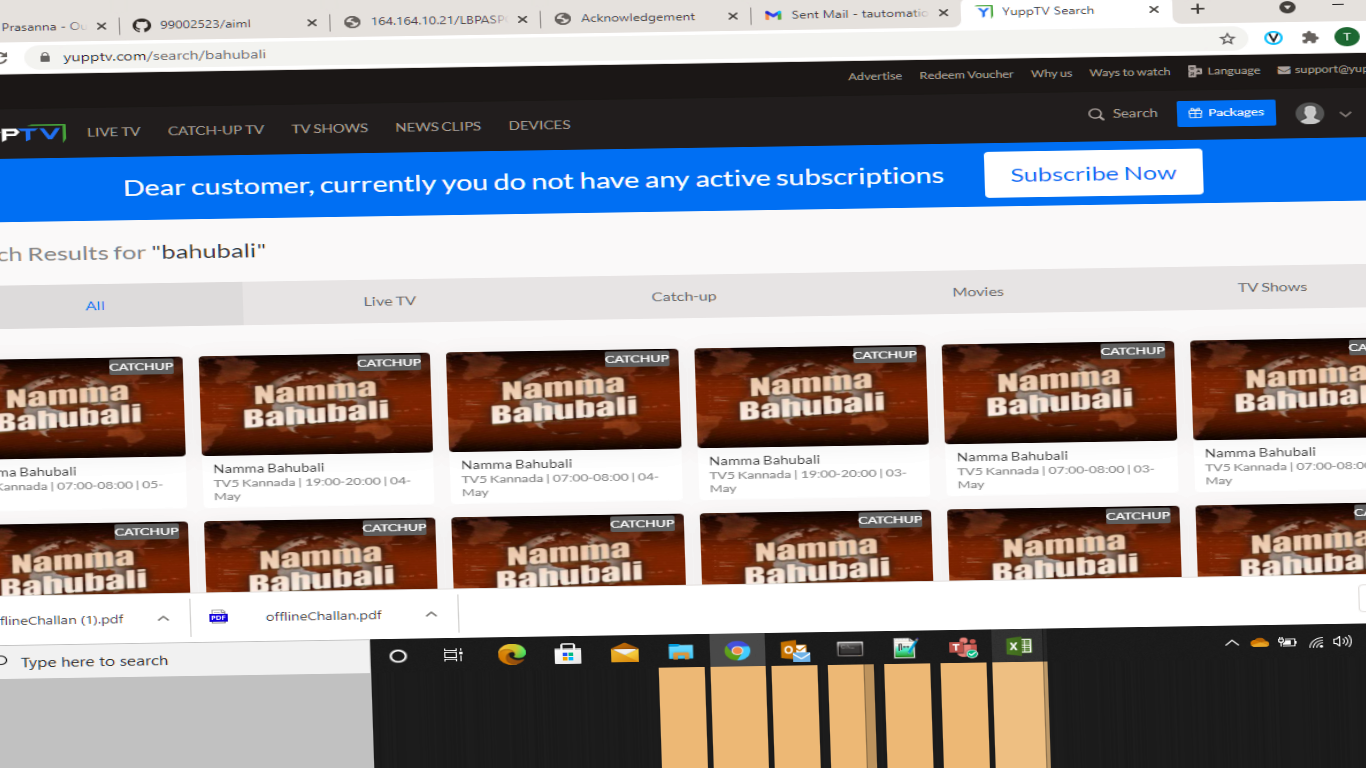 Prasanna - Ou
99002523/aiml
164.164.10.21/LBPASP
Acknowledgement
Sent Mail - tautomatio
YuppTV Search
yupptv.com/search/bahubali
T
Advertise
Redeem Voucher
Why us
Ways to watch
Language
support@yup
PPTV
LIVE TV
CATCH-UP TV
TV SHOWS
NEWS CLIPS
DEVICES
Search
Packages
Dear customer, currently you do not have any active subscriptions
Subscribe Now
ch Results for "bahubali"
All
Live TV
Catch-up
Movies
TV Shows
CATCHUP
Namma
Bahubali
CATCHUP
Namma
Bahubali
CATCHUP
Namma
Bahubali
CATCHUP
Namma
Bahubali
CATCHUP
Namma
Bahubali
CA
Namma
Bahuba
ma Bahubali
Kannada | 07:00-08:00 | 05-
Namma Bahubali
TV5 Kannada | 19:00-20:00 | 04-
May
Namma Bahubali
TV5 Kannada | 07:00-08:00 | 04-
May
Namma Bahubali
TV5 Kannada | 19:00-20:00 | 03-
May
Namma Bahubali
TV5 Kannada | 07:00-08:00 | 03-
May
Namma Bahubali
TV5 Kannada | 07:00-08:0
May
CATCHUP
Namma
Bahubali
CATCHUP
Namma
Bahubali
CATCHUP
Namma
Bahubali
CATCHUP
Namma
Bahubali
CATCHUP
Namma
Bahubali
CA
Namma
Bahuba
flineChallan (1).pdf
PDF
offlineChallan.pdf
Type here to search